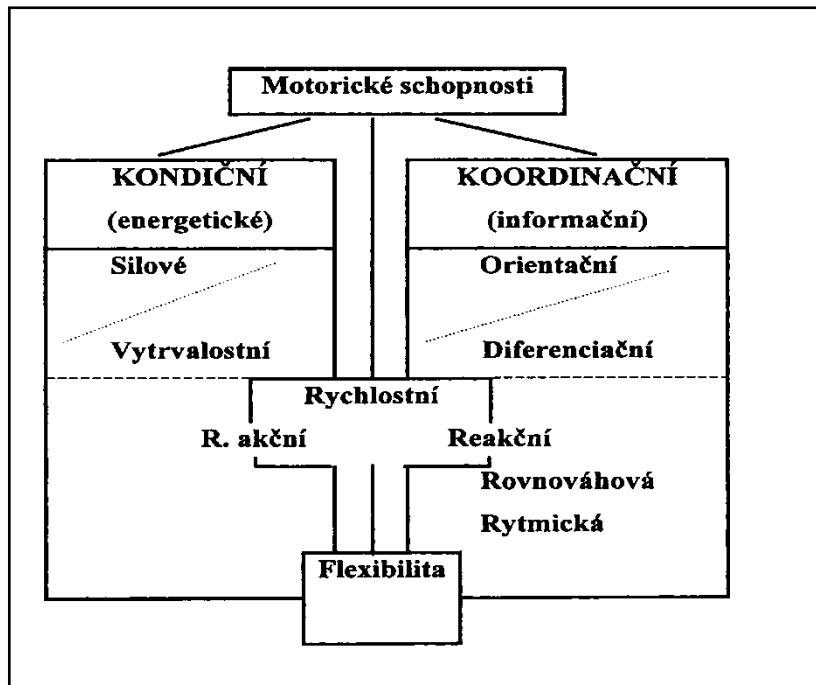 Motorické schopnosti
KONDIČNÍ
(energetické)
KOORDINAČNÍ
(informační)
Silové
Vytrvalostní
Orientační
Diferenciační
Rychlostní
R. akční
Reakční
Rovnováhová
Rytmická
Flexibilita